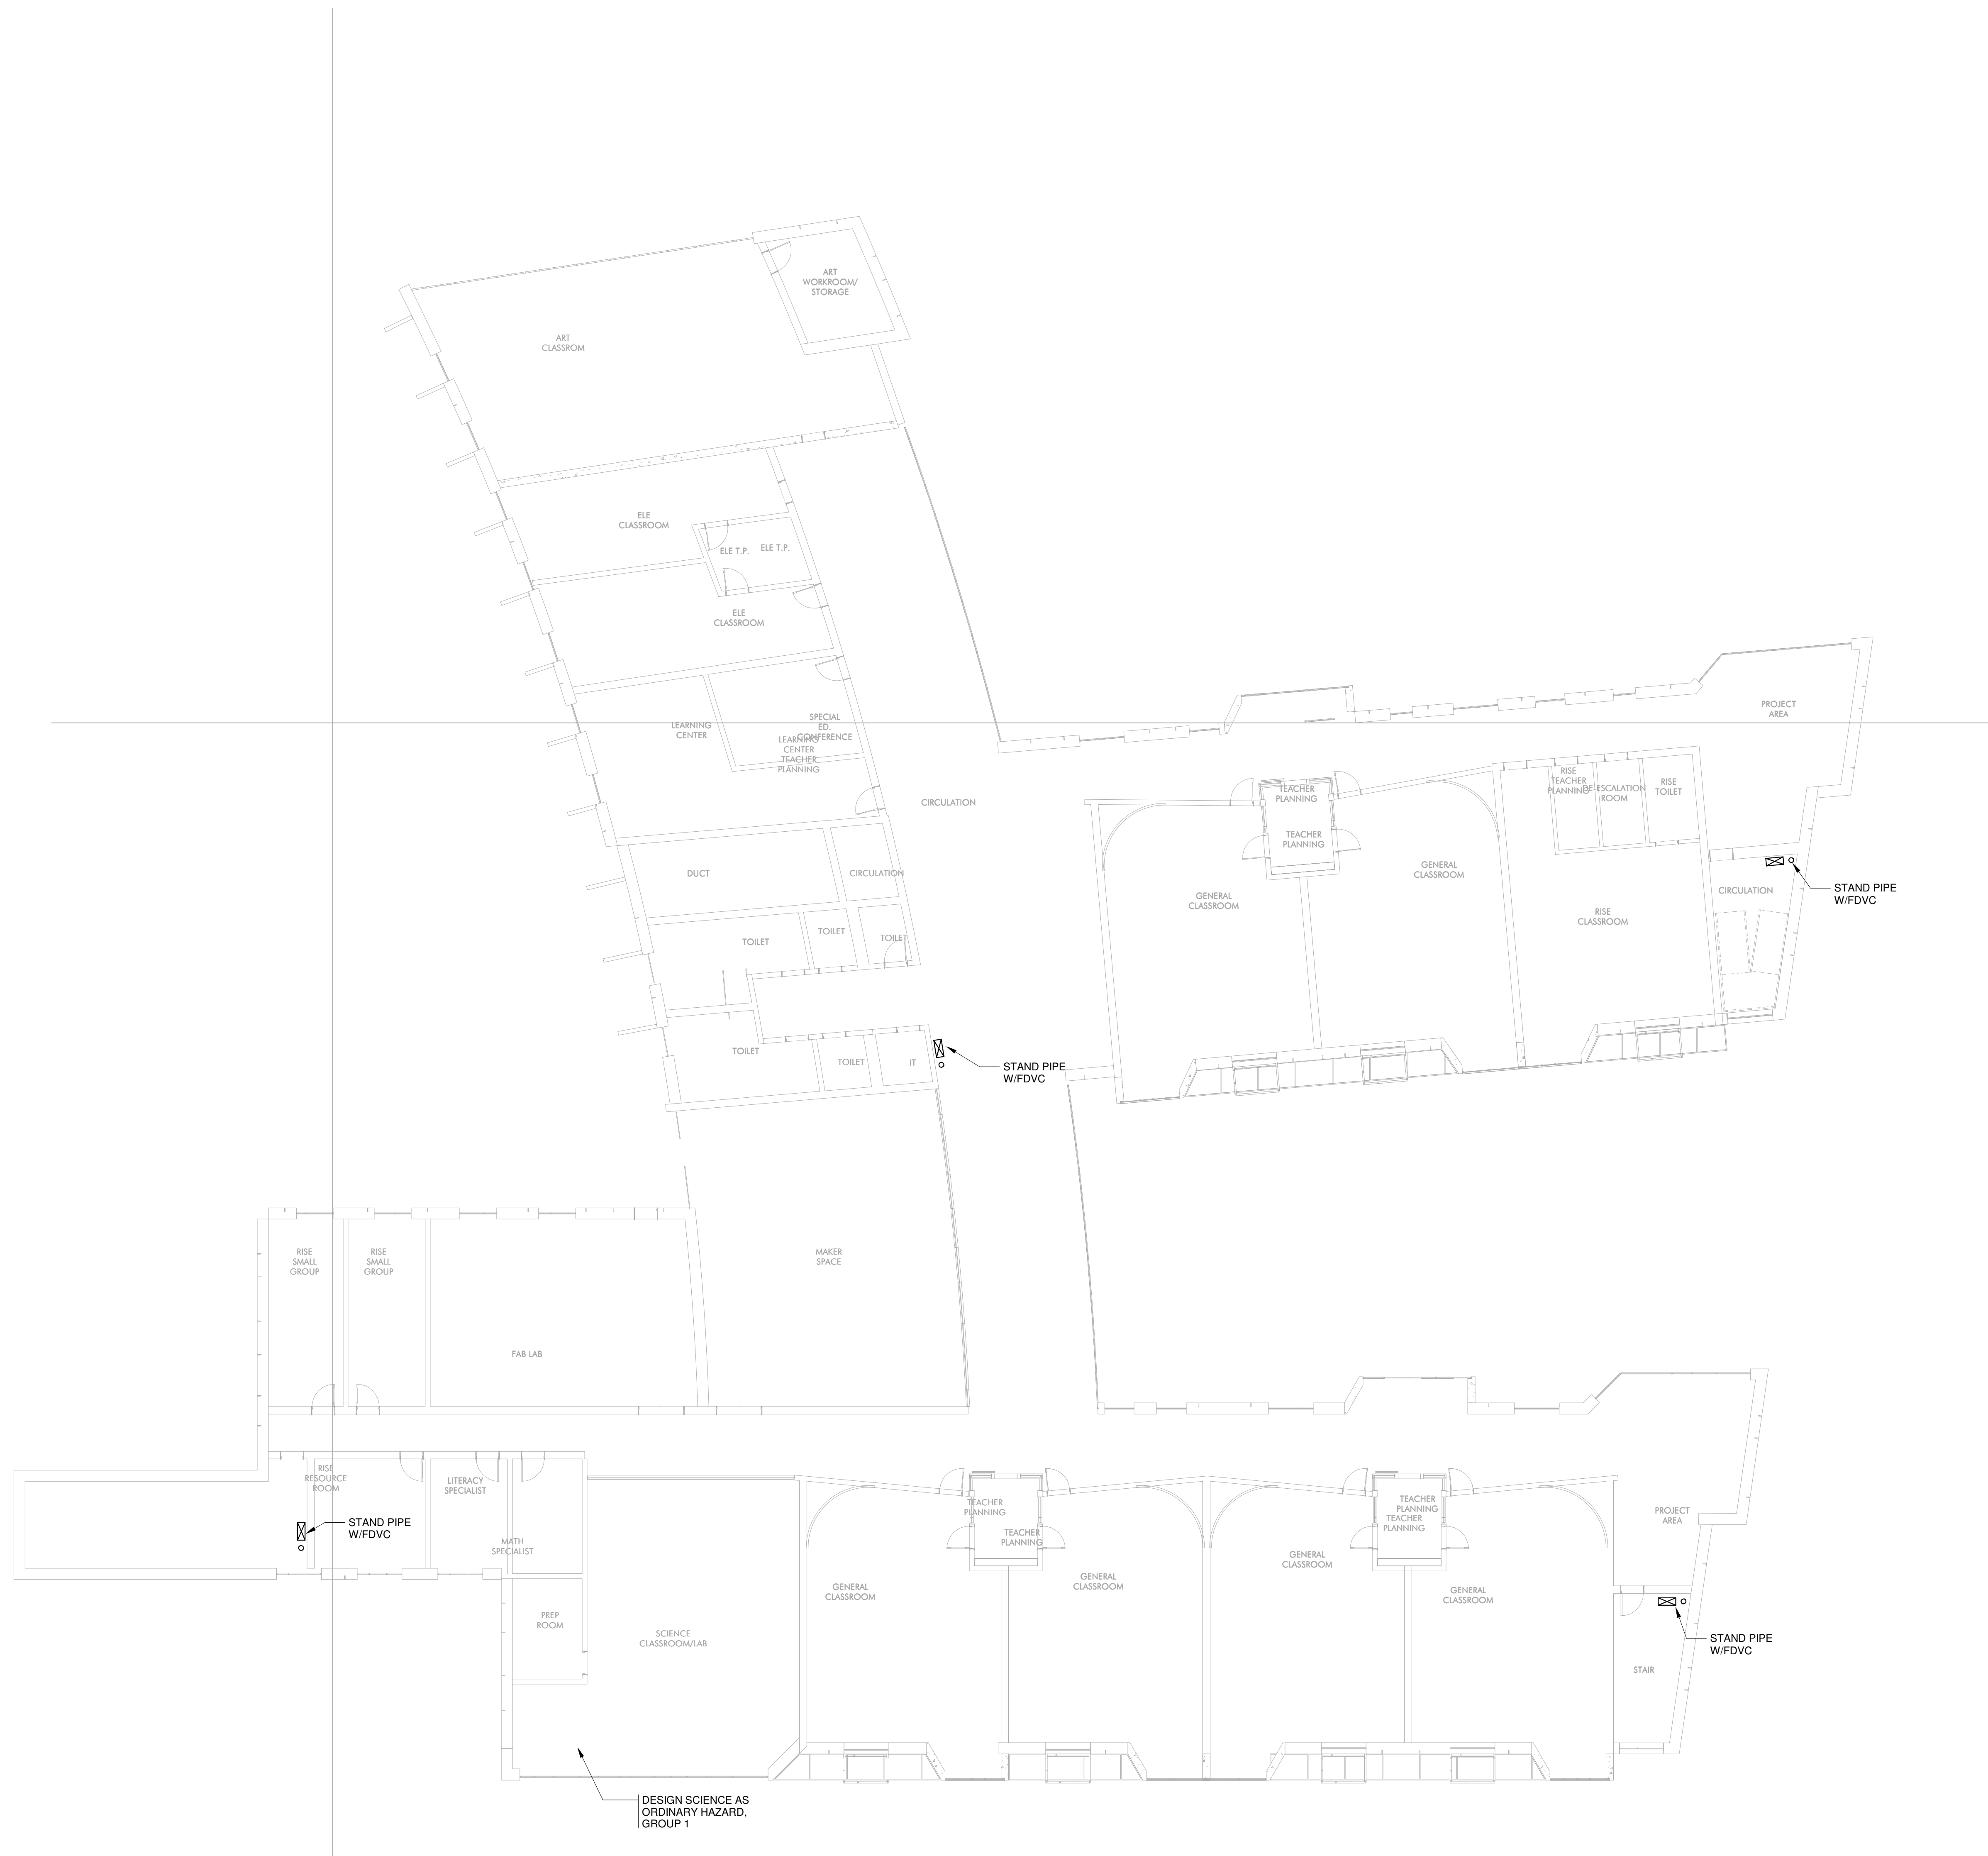 ART
WORKROOM/
STORAGE
ART
CLASSROM
ELE
CLASSROOM
ELE T.P.
ELE T.P.
ELE
CLASSROOM
LEARNING
CENTER
SPECIAL
ED.
CONFERENCE
LEARNING
CENTER
TEACHER
PLANNING
PROJECT
AREA
CIRCULATION
TEACHER
PLANNING
TEACHER
PLANNING
RISE
TEACHER
PLANNING
DE-ESCALATION
ROOM
RISE
TOILET
DUCT
CIRCULATION
GENERAL
CLASSROOM
GENERAL
CLASSROOM
RISE
CLASSROOM
CIRCULATION
STAND PIPE
W/FDVC
TOILET
TOILET
TOILET
TOILET
TOILET
IT
STAND PIPE
W/FDVC
RISE
SMALL
GROUP
RISE
SMALL
GROUP
MAKER
SPACE
FAB LAB
RISE
RESOURCE
ROOM
LITERACY
SPECIALIST
STAND PIPE
W/FDVC
MATH
SPECIALIST
TEACHER
PLANNING
TEACHER
PLANNING
TEACHER
PLANNING
TEACHER
PLANNING
PROJECT
AREA
GENERAL
CLASSROOM
GENERAL
CLASSROOM
GENERAL
CLASSROOM
GENERAL
CLASSROOM
PREP
ROOM
SCIENCE
CLASSROOM/LAB
STAND PIPE
W/FDVC
STAIR
DESIGN SCIENCE AS
ORDINARY HAZARD,
GROUP 1